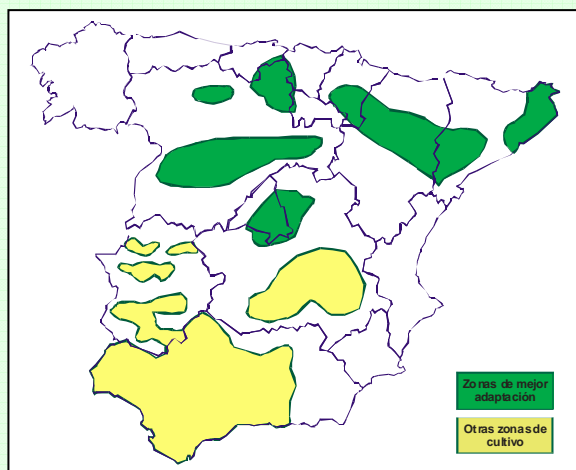 Zonas de mejor
adaptación
Otras zonas de
cultivo